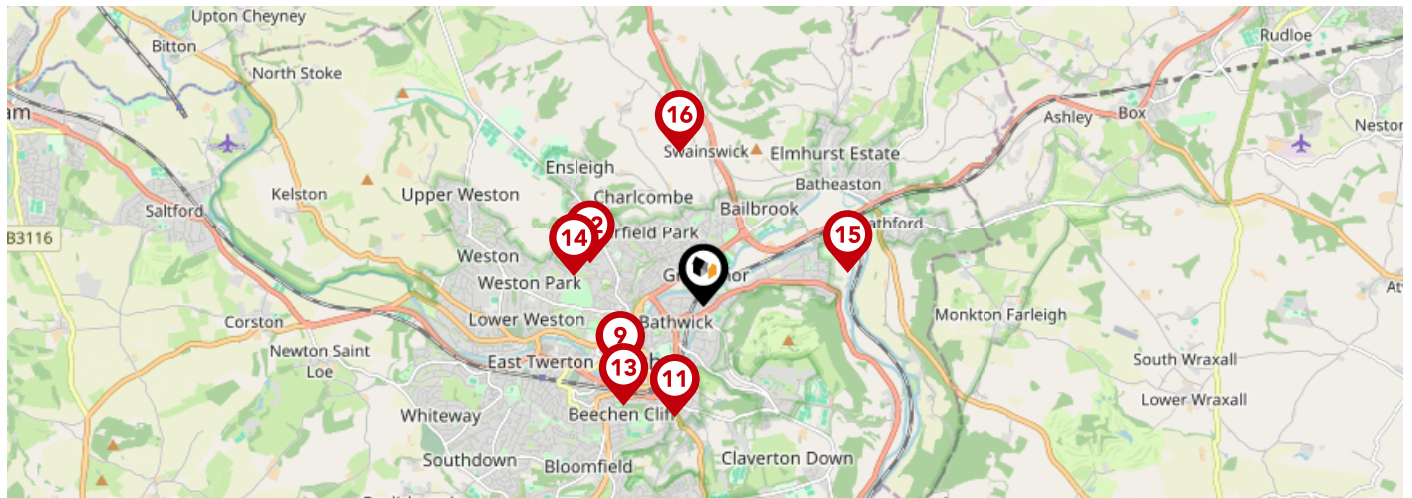 Upton Cheyney
Bitton
Rudloe
North Stoke
16
Ashley
Box
Neston
am
Swainswick
Elmhurst Estate
Ensleigh
Batheaston
Kelston
Upper Weston
Charlcombe
Saltford
Bailbrook
2
14
15
B3116
Weston
Weston Park
Corston
Lower Weston
Bathwick
Monkton Farleigh
9
Newton Saint
Loe
East Twerton
13
11
South Wraxall
Lower Wraxall
Whiteway
Beechen Cliff
Southdown
Bloomfield
Claverton Down